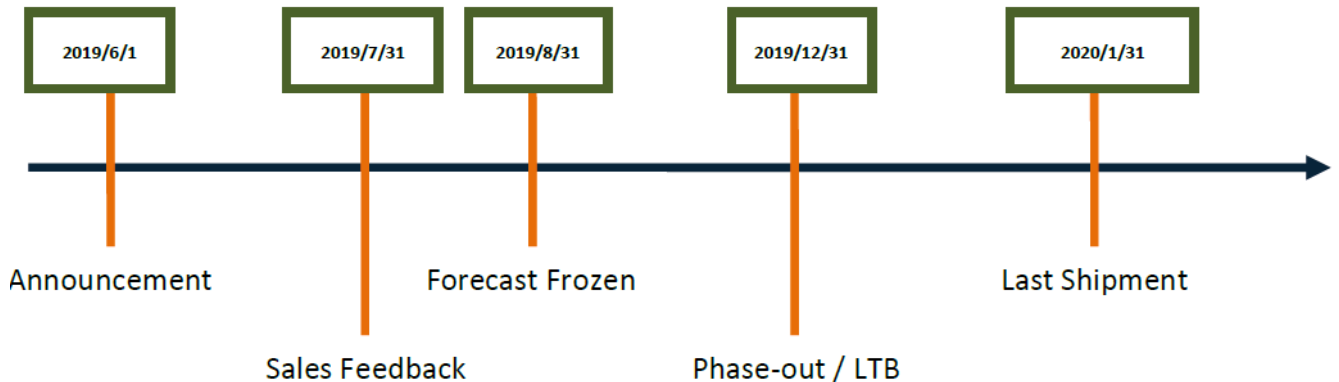 2019/6/1
2019/7/31
2019/8/31
2019/12/31
2020/1/31
Announcement
Forecast Frozen
Last Shipment
Sales Feedback
Phase-out / LTB